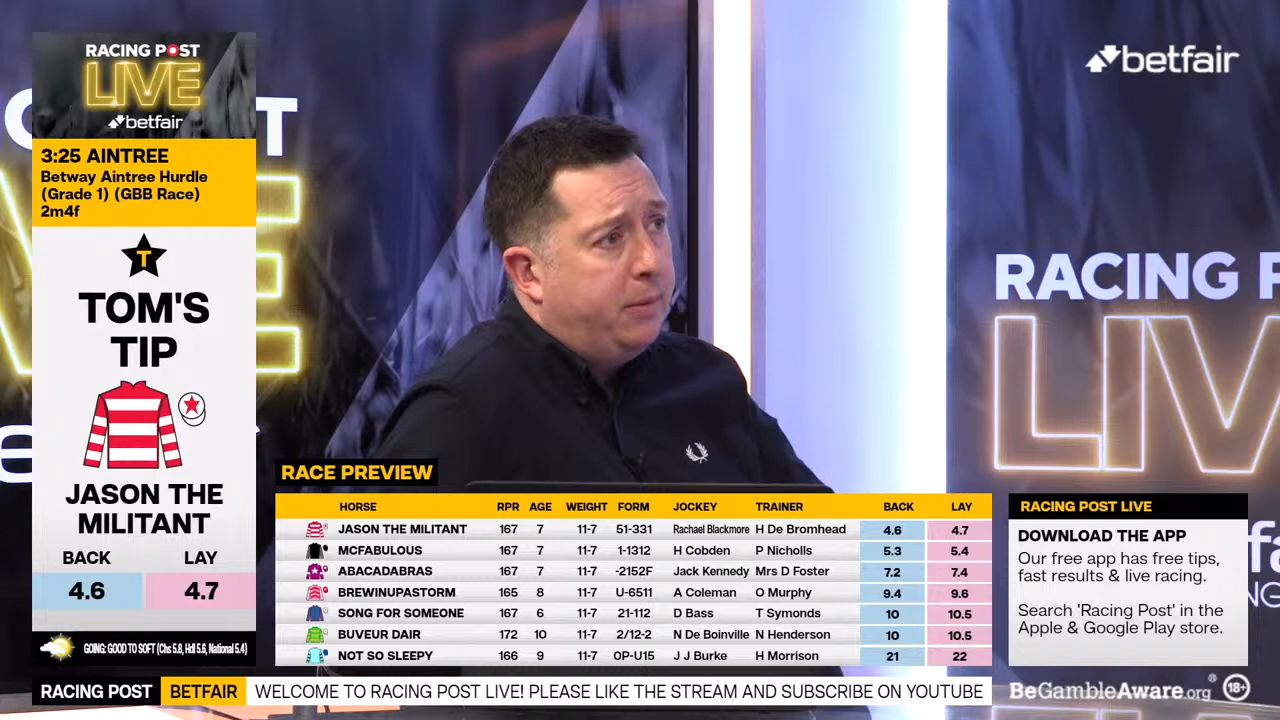 RACING POST
LIVE
betfair
3:25 AINTREE
Betway Aintree Hurdle
(Grade 1) (GBB Race)
2m4f
T
TOM'S
TIP
JASON THE
MILITANT
BACK LAY
4.6 4.7
GOING: GOOD TO SOFT (Chs 5.8, Hdl 5.6, National 5.4)
betfair
RACING P
LIV
RACE PREVIEW
HORSE RPR AGE WEIGHT FORM JOCKEY TRAINER BACK LAY
JASON THE MILITANT 167 7 11-7 51-331 Rachael Blackmore H De Bromhead 4.6 4.7
MCFABULOUS 167 7 11-7 1-1312 H Cobden P Nicholls 5.3 5.4
ABACADABRAS 167 7 11-7 -2152F Jack Kennedy Mrs D Foster 7.2 7.4
BREWINUPASTORM 165 8 11-7 U-6511 A Coleman O Murphy 9.4 9.6
SONG FOR SOMEONE 167 6 11-7 21-112 D Bass T Symonds 10 10.5
BUVEUR DAIR 172 10 11-7 2/12-2 N De Boinville N Henderson 10 10.5
NOT SO SLEEPY 166 9 11-7 OP-U15 J J Burke H Morrison 21 22
RACING POST LIVE
DOWNLOAD THE APP
Our free app has free tips,
fast results & live racing.
Search 'Racing Post' in the
Apple & Google Play store.
RACING POST BETFAIR WELCOME TO RACING POST LIVE! PLEASE LIKE THE STREAM AND SUBSCRIBE ON YOUTUBE
BeGambleAware.org® 18+